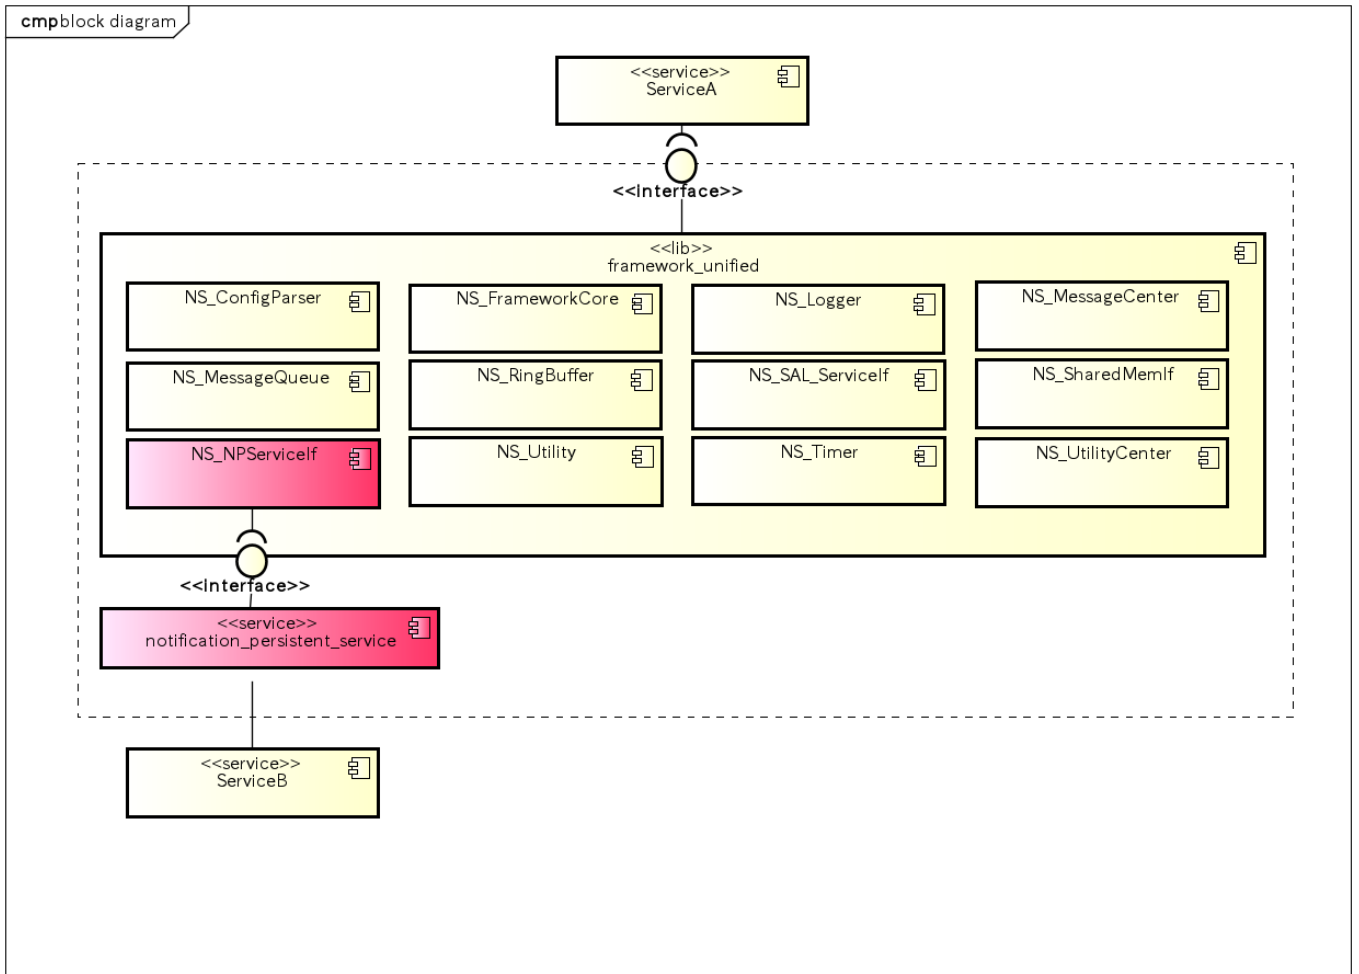 cmp block diagram
<<service>>
ServiceA
<<interface>>
<<lib>>
framework_unified
NS_ConfigParser
NS_FrameworkCore
NS_Logger
NS_MessageCenter
NS_MessageQueue
NS_RingBuffer
NS_SAL_ServiceIf
NS_SharedMemIf
NS_NPServiceIf
NS_Utility
NS_Timer
NS_UtilityCenter
<<interface>>
<<service>>
notification_persistent_service
<<service>>
ServiceB